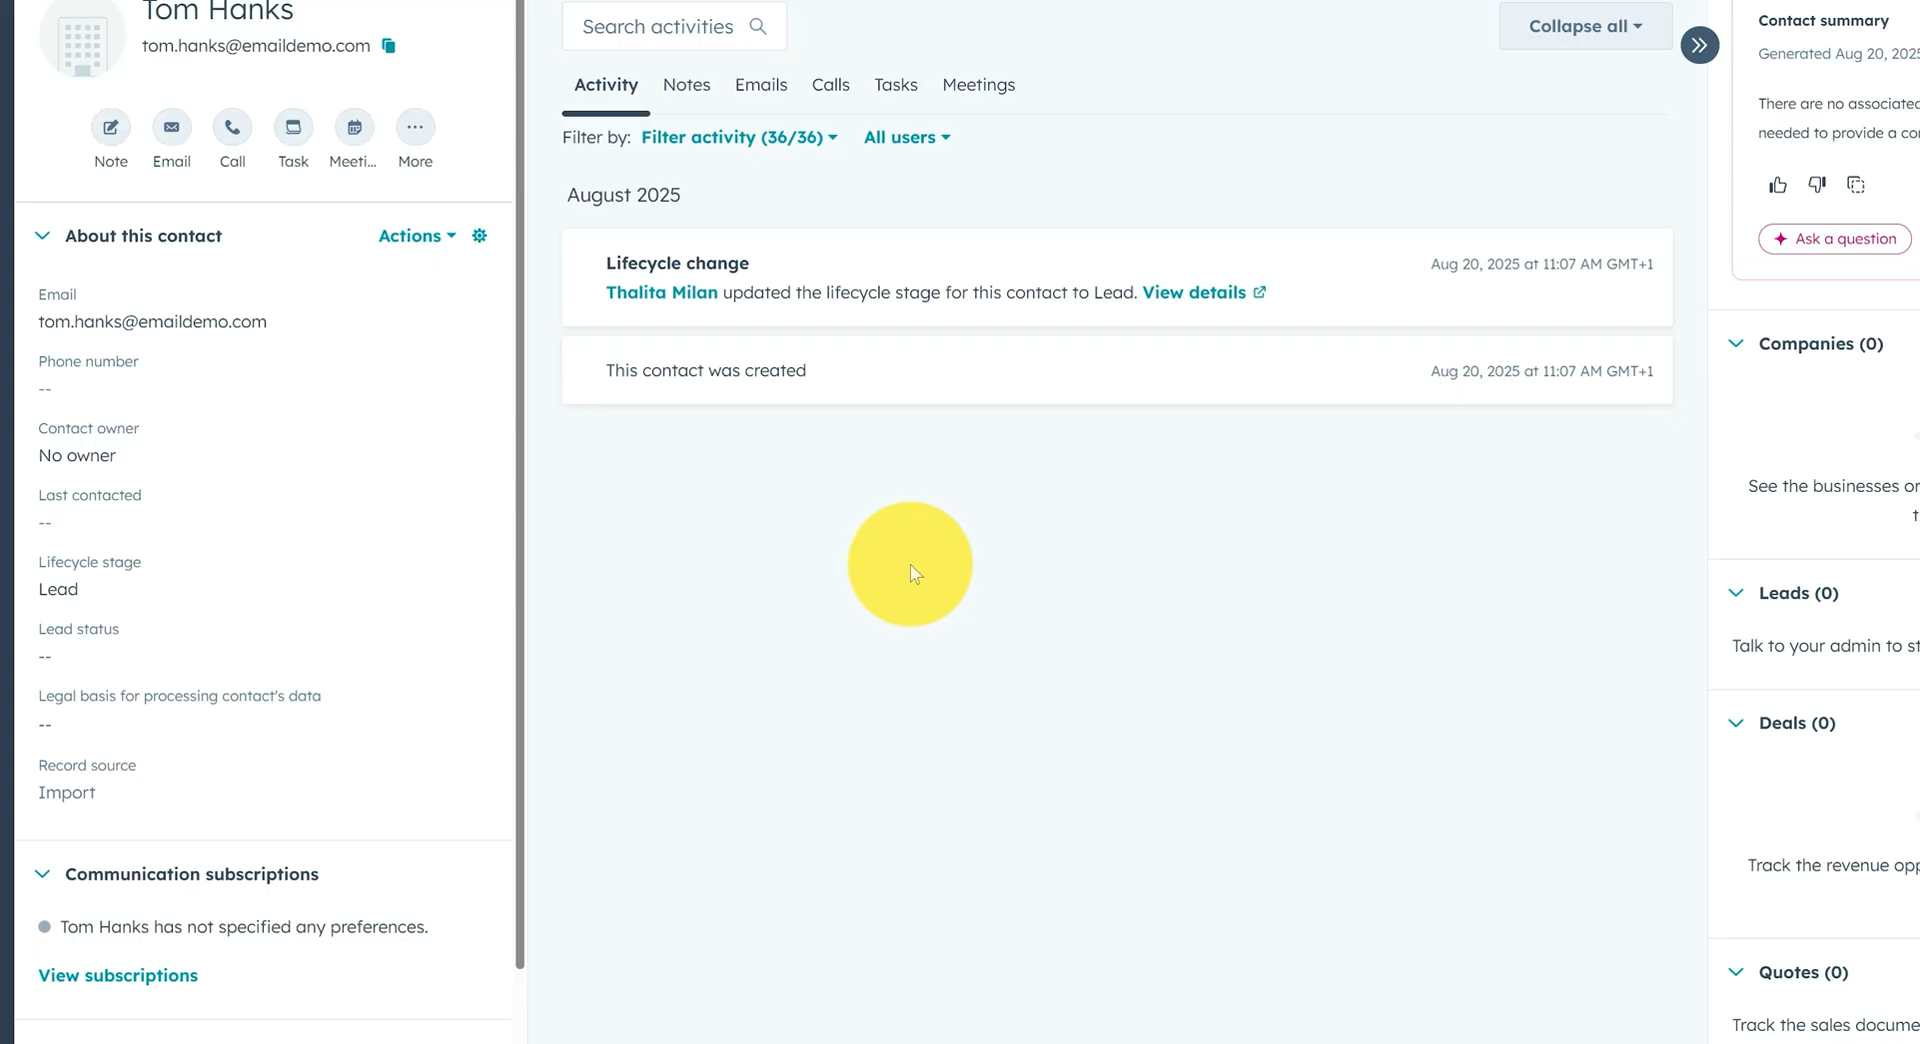 Tom Hanks
tom.hanks@emaildemo.com
Note
Email
Call
Task
Meeti...
More
About this contact
Actions
Email
tom.hanks@emaildemo.com
Phone number
--
Contact owner
No owner
Last contacted
--
Lifecycle stage
Lead
Lead status
--
Legal basis for processing contact's data
--
Record source
Import
Communication subscriptions
Tom Hanks has not specified any preferences.
View subscriptions
Search activities
Collapse all
Activity
Notes
Emails
Calls
Tasks
Meetings
Filter by: Filter activity (36/36) All users
August 2025
Lifecycle change
Aug 20, 2025 at 11:07 AM GMT+1
Thalita Milan updated the lifecycle stage for this contact to Lead. View details
This contact was created
Aug 20, 2025 at 11:07 AM GMT+1
Contact summary
Generated Aug 20, 2025
There are no associated
needed to provide a co
Ask a question
Companies (0)
See the businesses or
t
Leads (0)
Talk to your admin to st
Deals (0)
Track the revenue opp
Quotes (0)
Track the sales docume